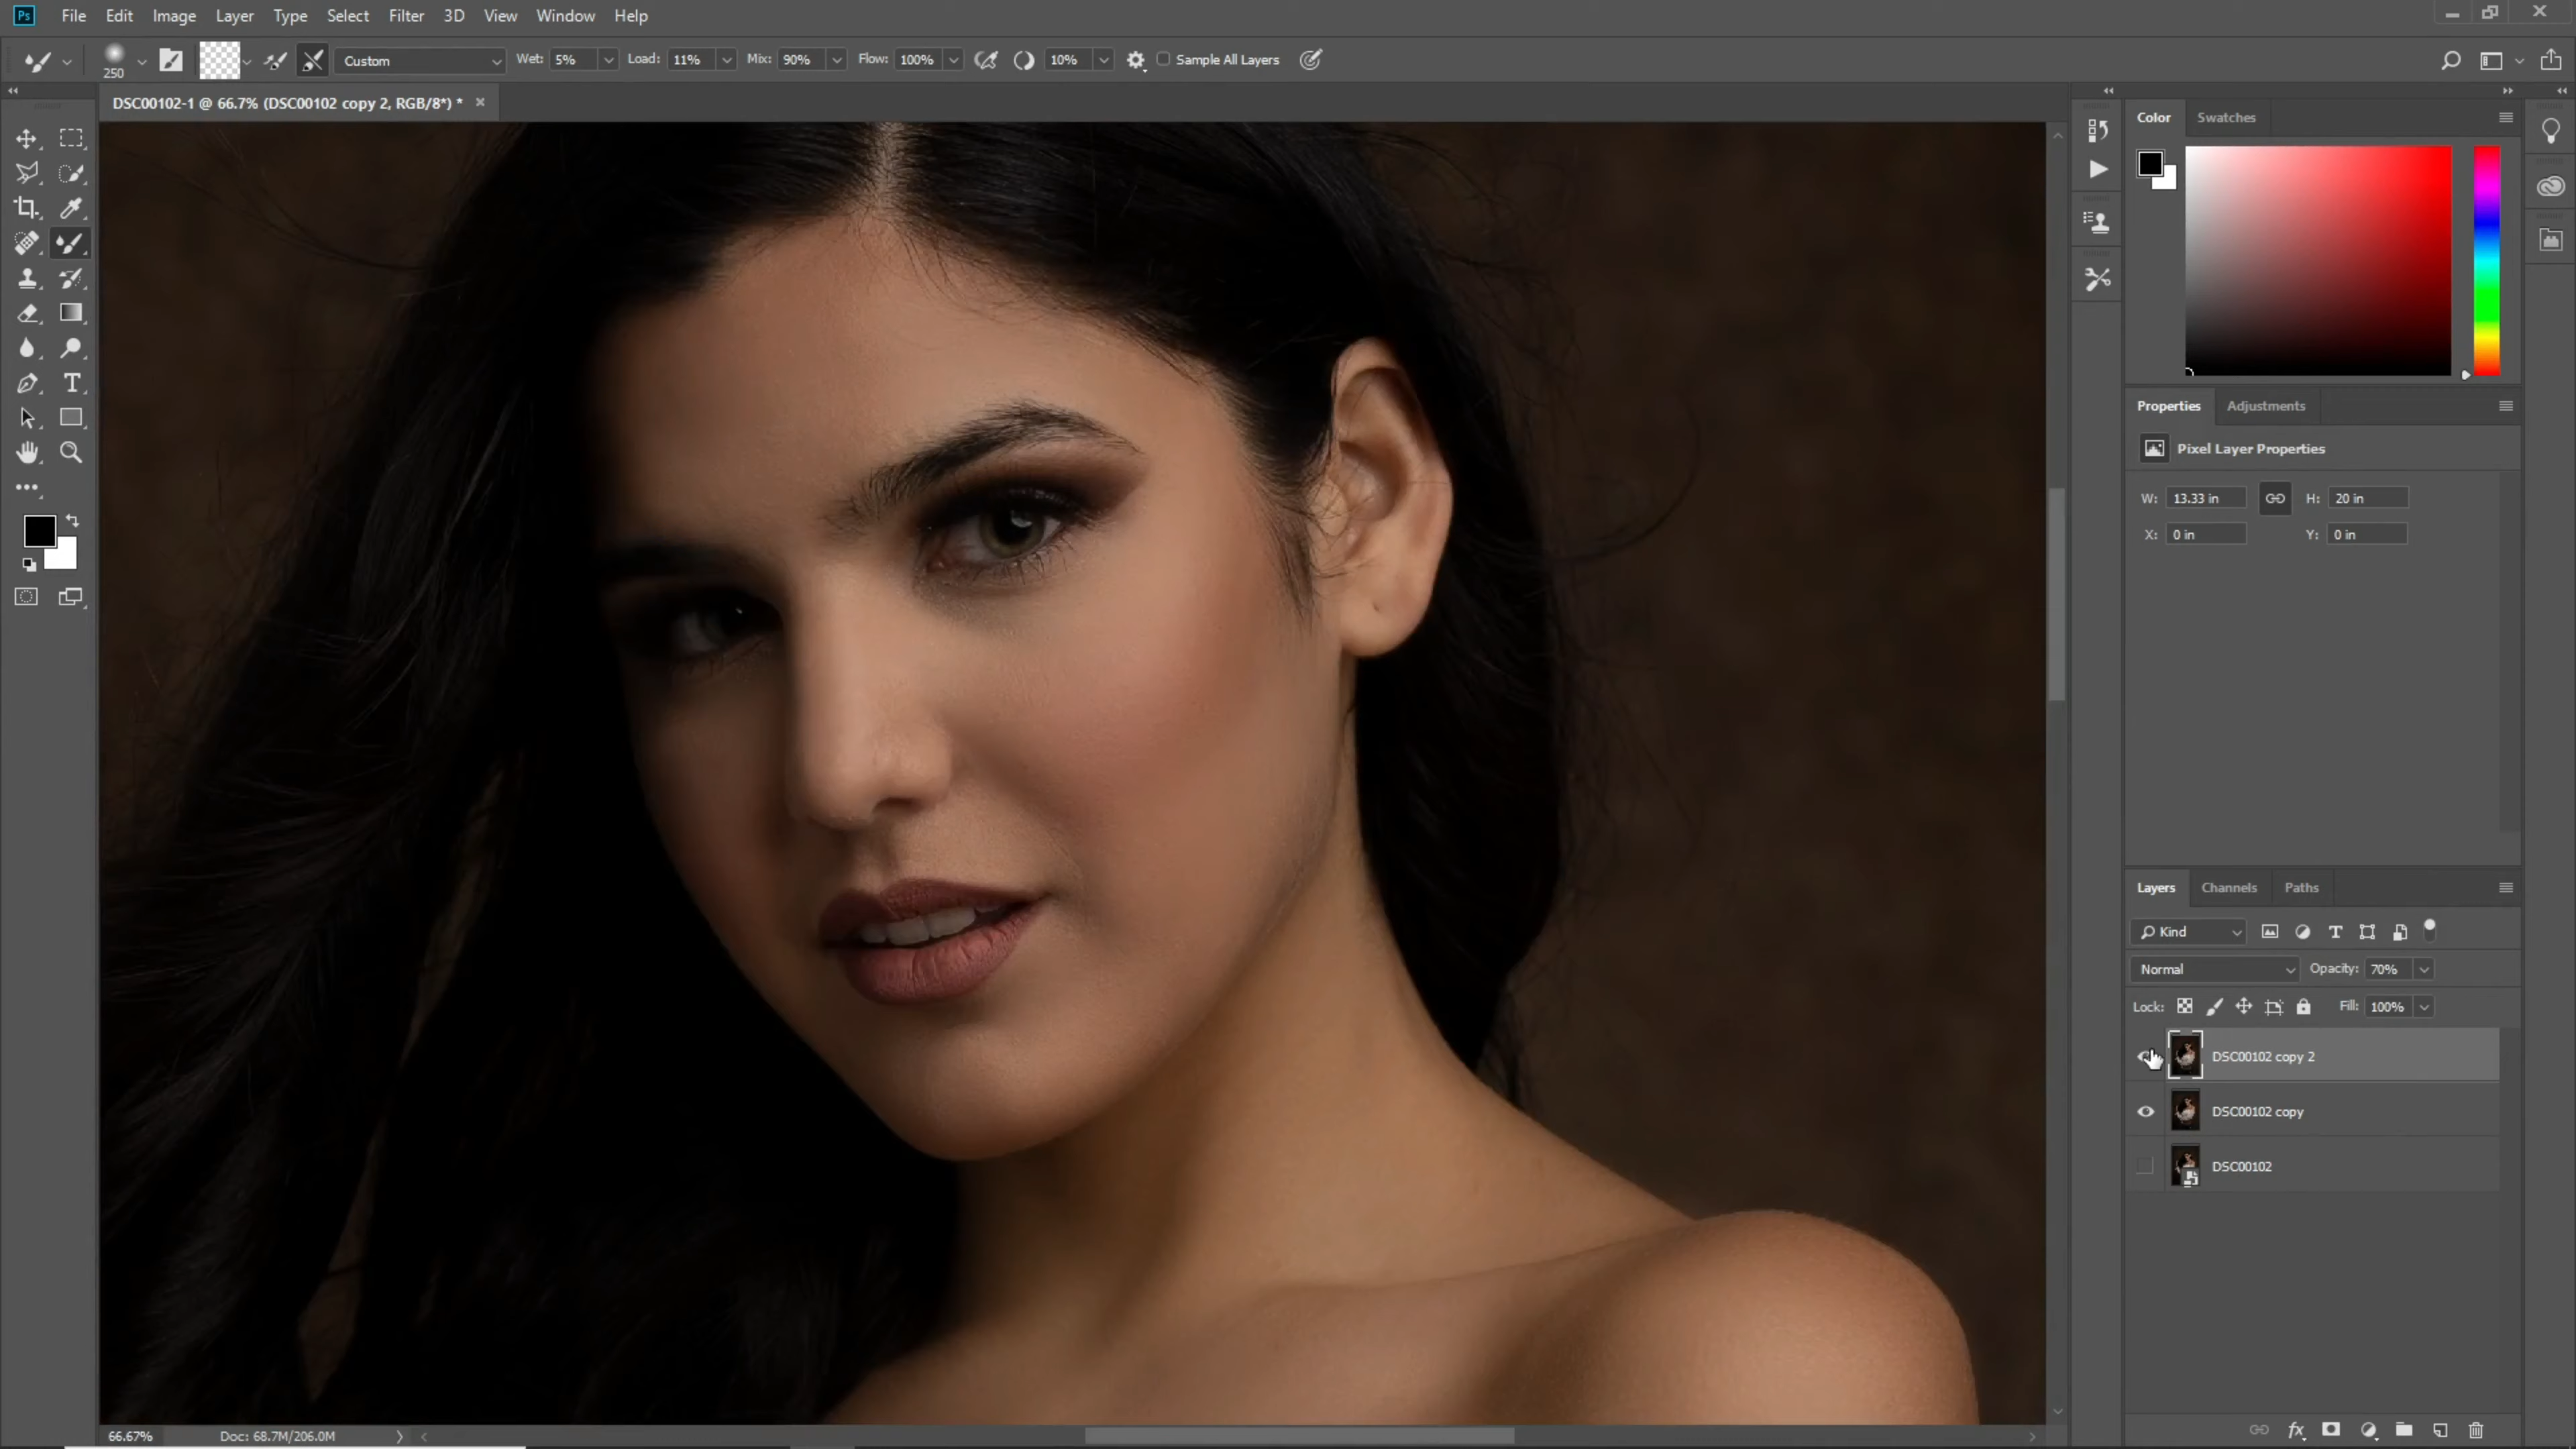 Ps File Edit Image Layer Type Select Filter 3D View Window Help
250 Custom Wet: 5% Load: 11% Mix: 90% Flow: 100% 10% Sample All Layers
DSC00102-1 @ 66.7% (DSC00102 copy 2, RGB/8*) *
Color Swatches
Properties Adjustments
Pixel Layer Properties
W: 13.33 in H: 20 in
X: 0 in Y: 0 in
Layers Channels Paths
Kind
Normal Opacity: 70%
Lock: Fill: 100%
DSC00102 copy 2
DSC00102 copy
DSC00102
66.67% Doc: 68.7M/206.0M